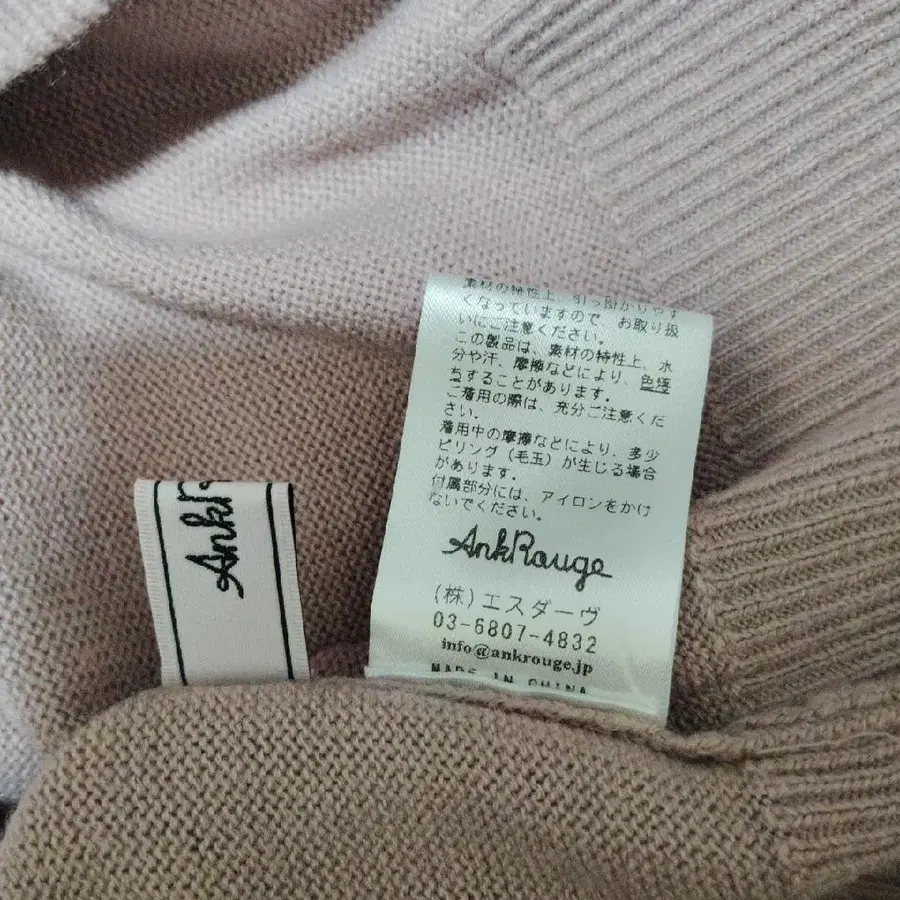 素材の特性上、引っ掛かりやす
くなっていますので、お取り扱
いにご注意ください。
この製品は、素材の特性上、水
分や汗、摩擦などにより、色落
ちすることがあります。
ご着用の際は、充分ご注意くだ
さい。
着用中の摩擦などにより、多少
ピリング（毛玉）が生じる場合
があります。
付属部分には、アイロンをかけ
ないでください。
AnkRouge
(株)エスダーヴ
03-6807-4832
info@ankrouge.jp
MADE IN CHINA
Ankr